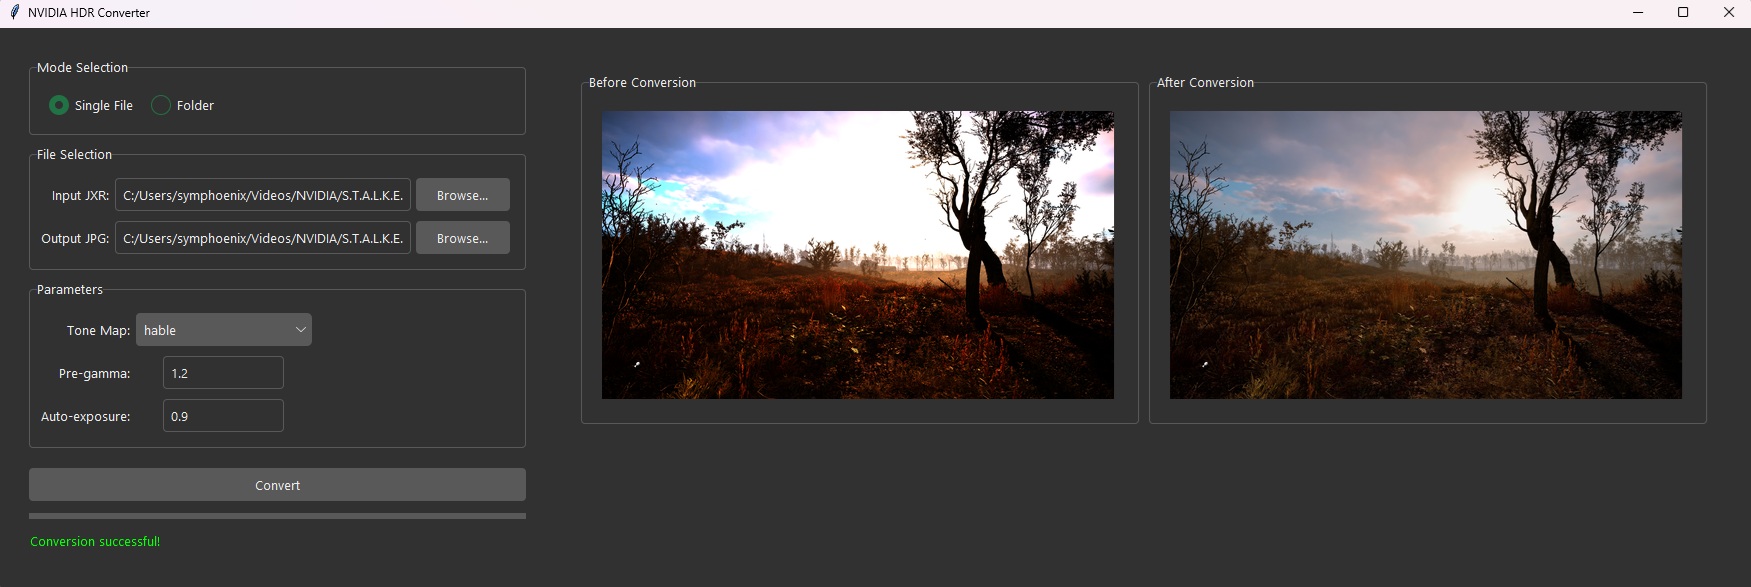 NVIDIA HDR Converter
Mode Selection
Single File
Folder
File Selection
Input JXR:
C:/Users/symphoenix/Videos/NVIDIA/S.T.A.L.K.E.
Browse...
Output JPG:
C:/Users/symphoenix/Videos/NVIDIA/S.T.A.L.K.E.
Browse...
Parameters
Tone Map:
hable
Pre-gamma:
1.2
Auto-exposure:
0.9
Convert
Conversion successful!
Before Conversion
After Conversion